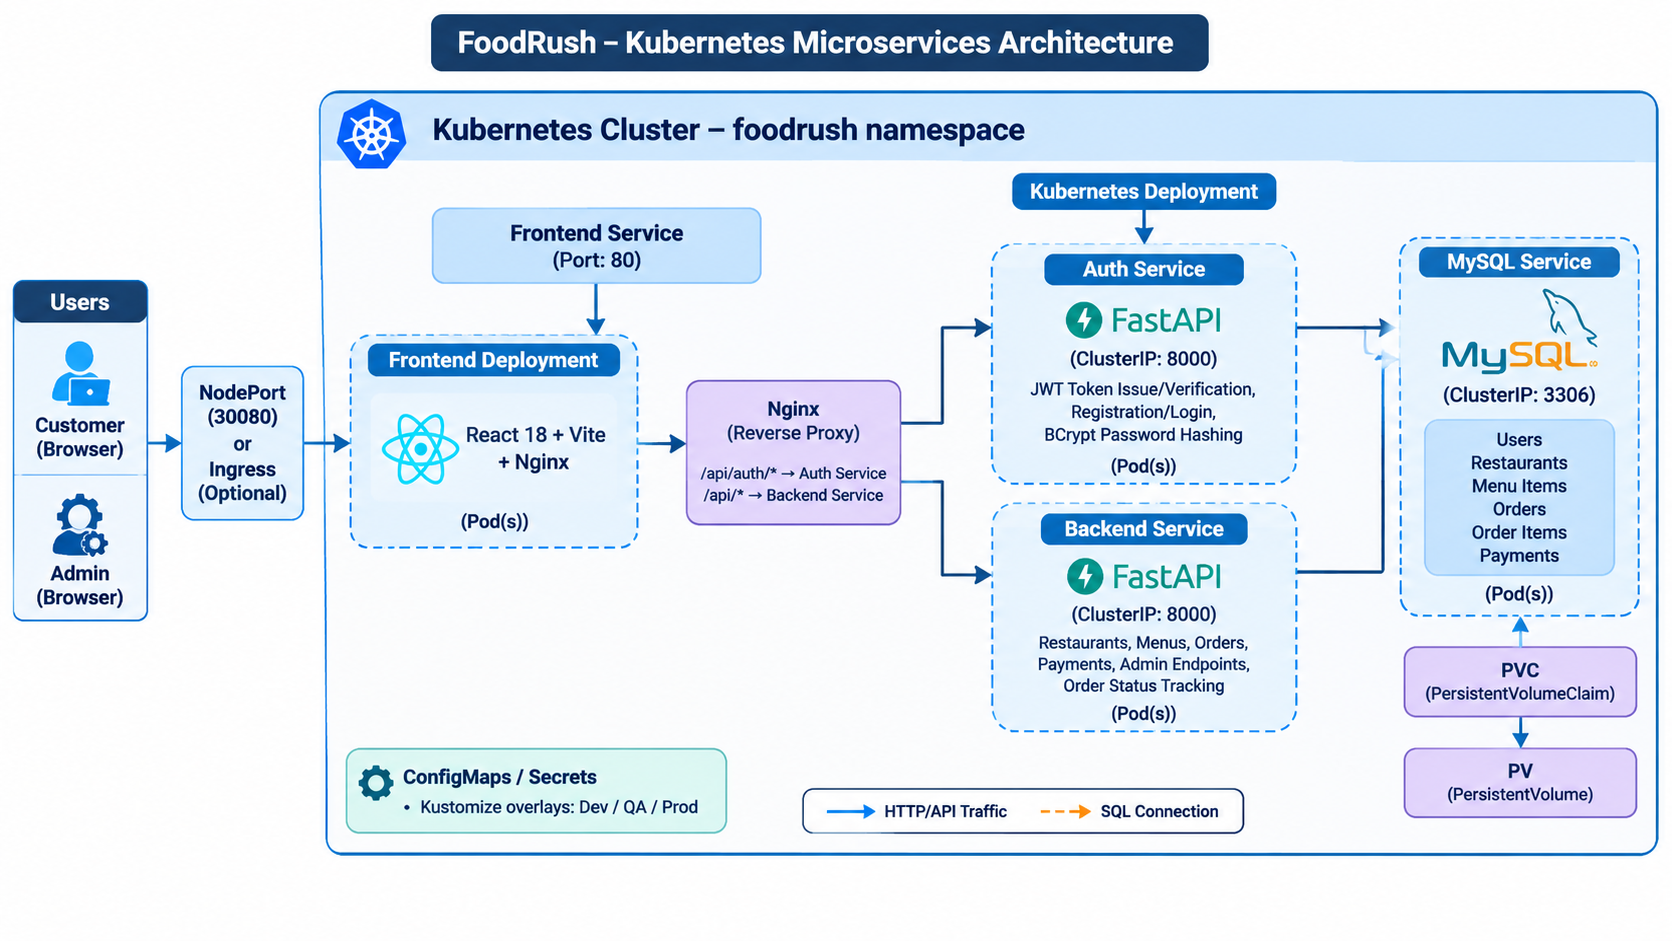 FoodRush – Kubernetes Microservices Architecture
Kubernetes Cluster – foodrush namespace
Users
Customer
(Browser)
Admin
(Browser)
NodePort
(30080)
or
Ingress
(Optional)
Frontend Service
(Port: 80)
Frontend Deployment
React 18 + Vite
+ Nginx
(Pod(s))
Nginx
(Reverse Proxy)
/api/auth/* → Auth Service
/api/* → Backend Service
Kubernetes Deployment
Auth Service
FastAPI
(ClusterIP: 8000)
JWT Token Issue/Verification,
Registration/Login,
BCrypt Password Hashing
(Pod(s))
Backend Service
FastAPI
(ClusterIP: 8000)
Restaurants, Menus, Orders,
Payments, Admin Endpoints,
Order Status Tracking
(Pod(s))
MySQL Service
MySQL
(ClusterIP: 3306)
Users
Restaurants
Menu Items
Orders
Order Items
Payments
(Pod(s))
PVC
(PersistentVolumeClaim)
PV
(PersistentVolume)
ConfigMaps / Secrets
• Kustomize overlays: Dev / QA / Prod
HTTP/API Traffic
SQL Connection